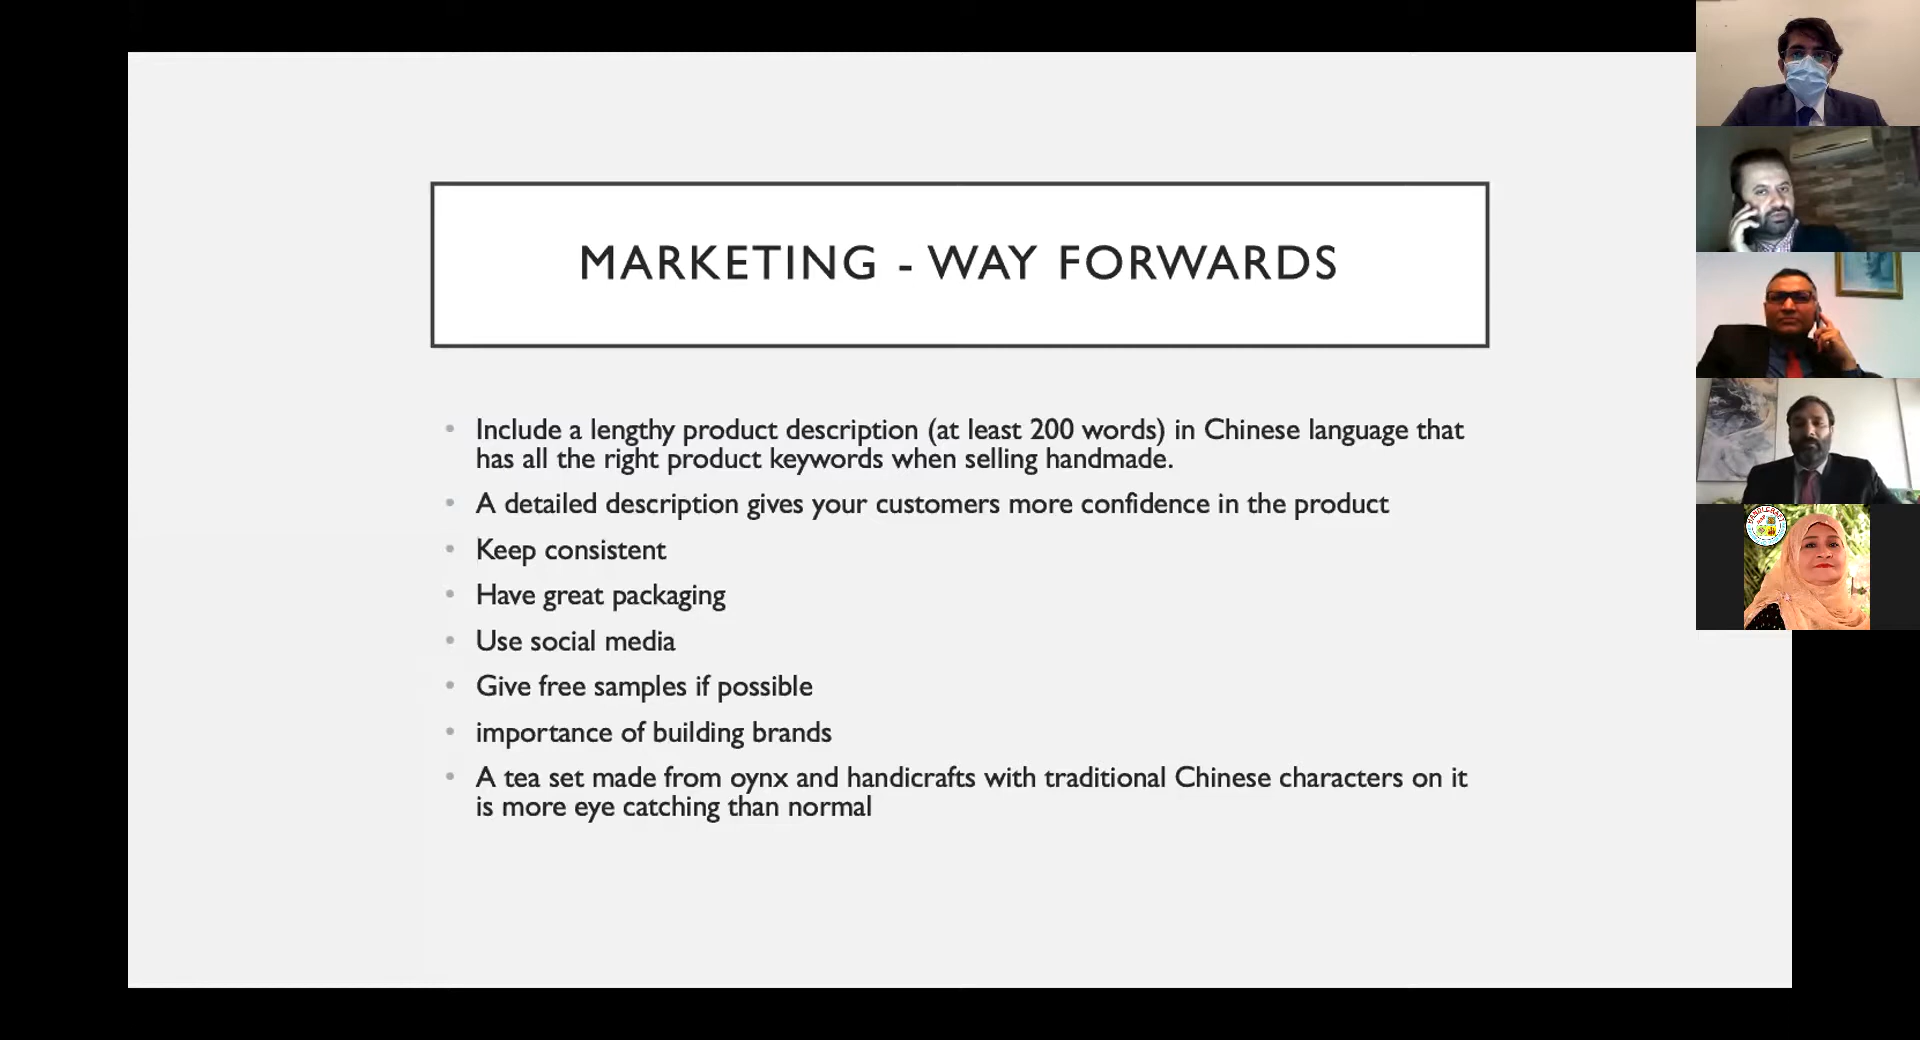 MARKETING - WAY FORWARDS
• Include a lengthy product description (at least 200 words) in Chinese language that
has all the right product keywords when selling handmade.
• A detailed description gives your customers more confidence in the product
• Keep consistent
• Have great packaging
• Use social media
• Give free samples if possible
• importance of building brands
• A tea set made from oynx and handicrafts with traditional Chinese characters on it
is more eye catching than normal
HANDICRAFT